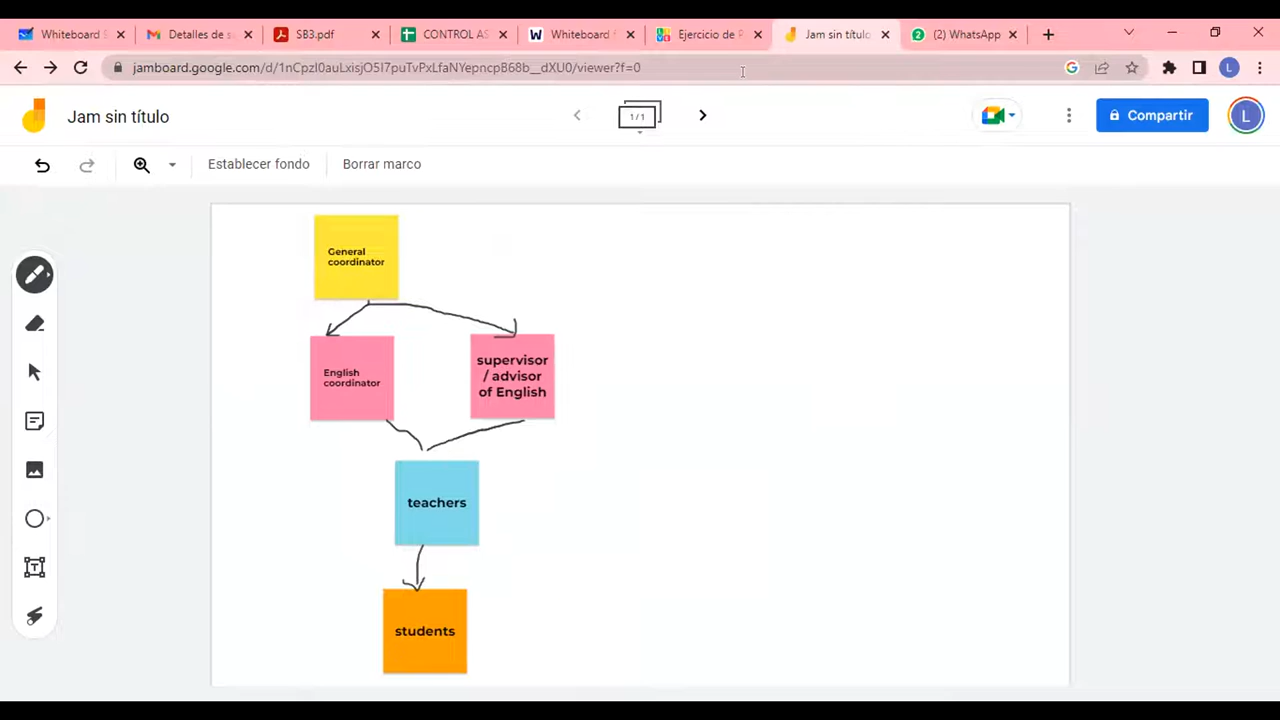 Whiteboard
Detalles de s
SB3.pdf
CONTROL AS
Whiteboard
Ejercicio de
Jam sin título
2
(2) WhatsApp
jamboard.google.com/d/1nCpzl0auLxisjO5I7puTvPxLfaNYepncpB68b__dXU0/viewer?f=0
L
Jam sin título
1/1
Compartir
L
Establecer fondo
Borrar marco
General
coordinator
English
coordinator
supervisor
/ advisor
of English
teachers
students